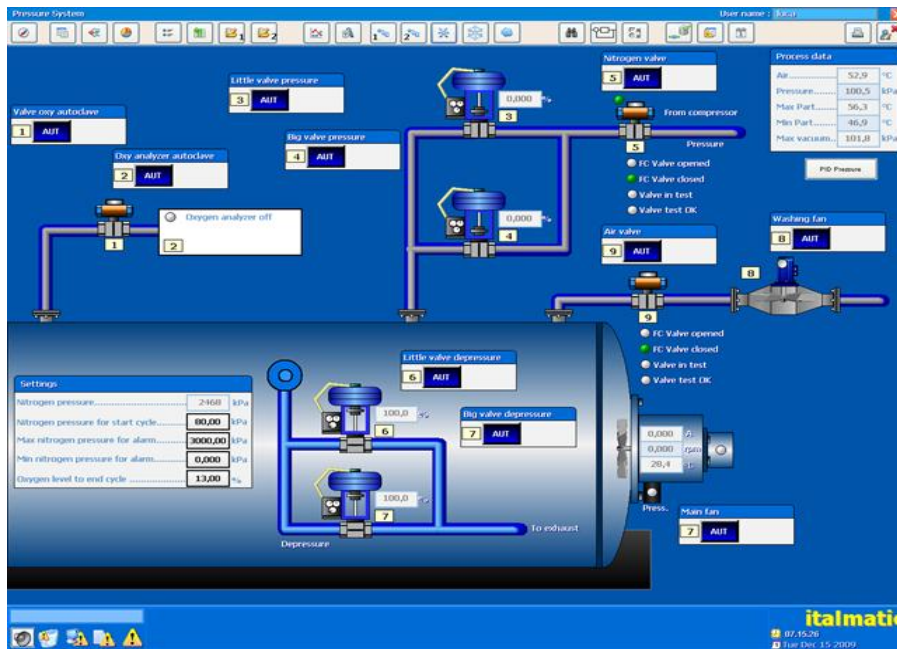 Pressure System
User name : luca
Little valve pressure
3 AUT
Nitrogen valve
5 AUT
Process data
Air 52,9 °C
Pressure 100,5 kPa
Max Part 56,3 °C
Min Part 46,9 °C
Max vacuum 101,8 kPa
Valve oxy autoclave
1 AUT
0,000 %
3
From compressor
Big valve pressure
4 AUT
5
Pressure
Oxy analyzer autoclave
2 AUT
FC Valve opened
FC Valve closed
Valve in test
Valve test OK
PID Pressure
0,000 %
4
Oxygen analyzer off
2
1
Air valve
9 AUT
Washing fan
8 AUT
8
9
FC Valve opened
FC Valve closed
Valve in test
Valve test OK
Little valve depressure
6 AUT
Settings
Nitrogen pressure 2468 kPa
Nitrogen pressure for start cycle 80,00 kPa
Max nitrogen pressure for alarm 3000,00 kPa
Min nitrogen pressure for alarm 0,000 kPa
Oxygen level to end cycle 13,00 %
100,0 %
6
Big valve depressure
7 AUT
0,000 A
0,000 rpm
28,4
100,0 %
7
To exhaust
Depressure
Press.
Main fan
7 AUT
italmatic
07.15.26
Tue Dec 15 2009